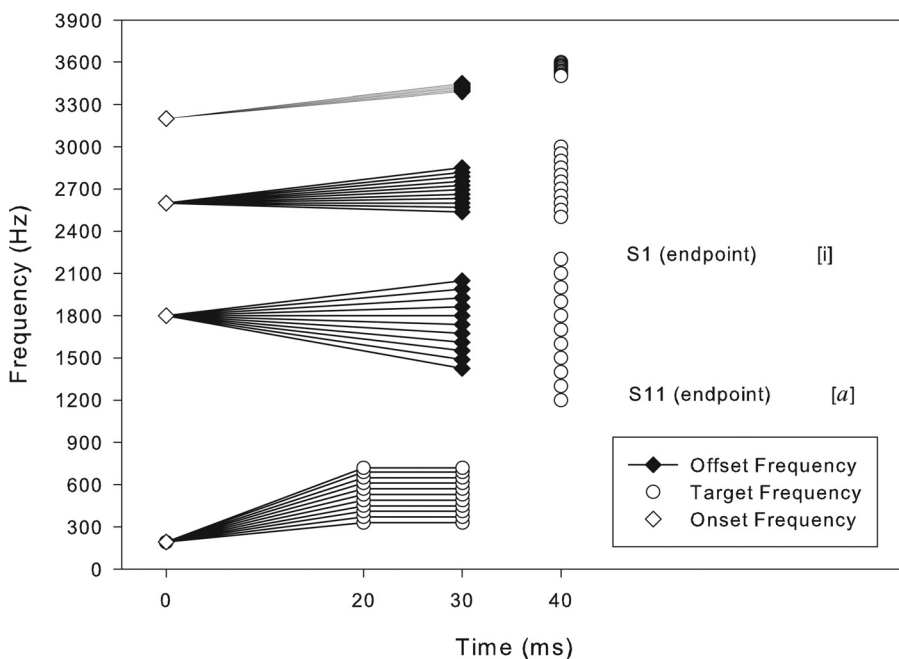 3900
3600
3300
3000
2700
2400
2100
1800
1500
1200
900
600
300
0
Frequency (Hz)
S1 (endpoint) [i]
S11 (endpoint) [a]
Offset Frequency
Target Frequency
Onset Frequency
0 20 30 40
Time (ms)